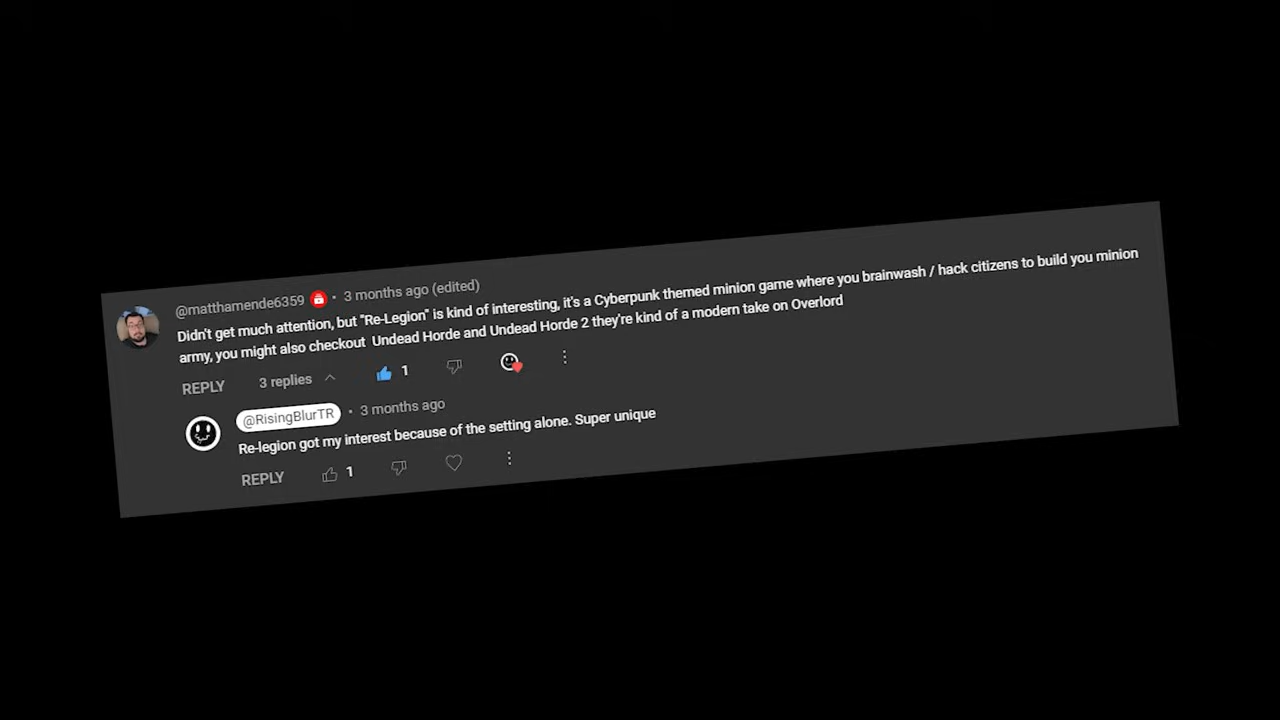 @matthamende6359 • 3 months ago (edited)
Didn't get much attention, but "Re-Legion" is kind of interesting, it's a Cyberpunk themed minion game where you brainwash / hack citizens to build you minion
army, you might also checkout Undead Horde and Undead Horde 2 they're kind of a modern take on Overlord
REPLY 3 replies 1
@RisingBlurTR • 3 months ago
Re-legion got my interest because of the setting alone. Super unique
REPLY 1